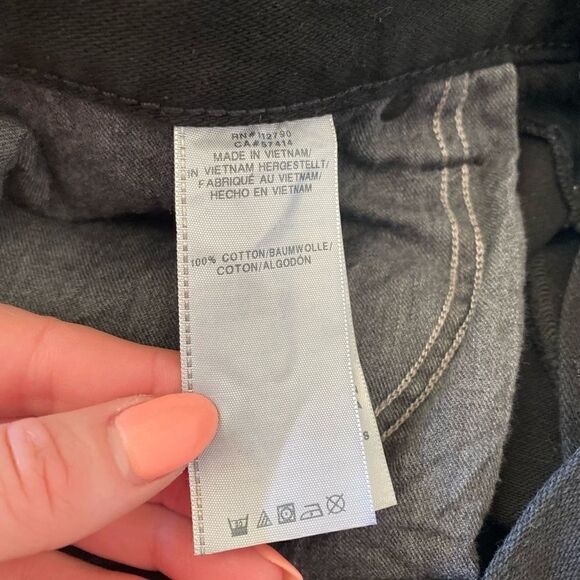 RN# 112790
CA# 57414
MADE IN VIETNAM/
IN VIETNAM HERGESTELLT/
FABRIQUÉ AU VIETNAM/
HECHO EN VIETNAM
100% COTTON/BAUMWOLLE/
COTON/ALGODÓN